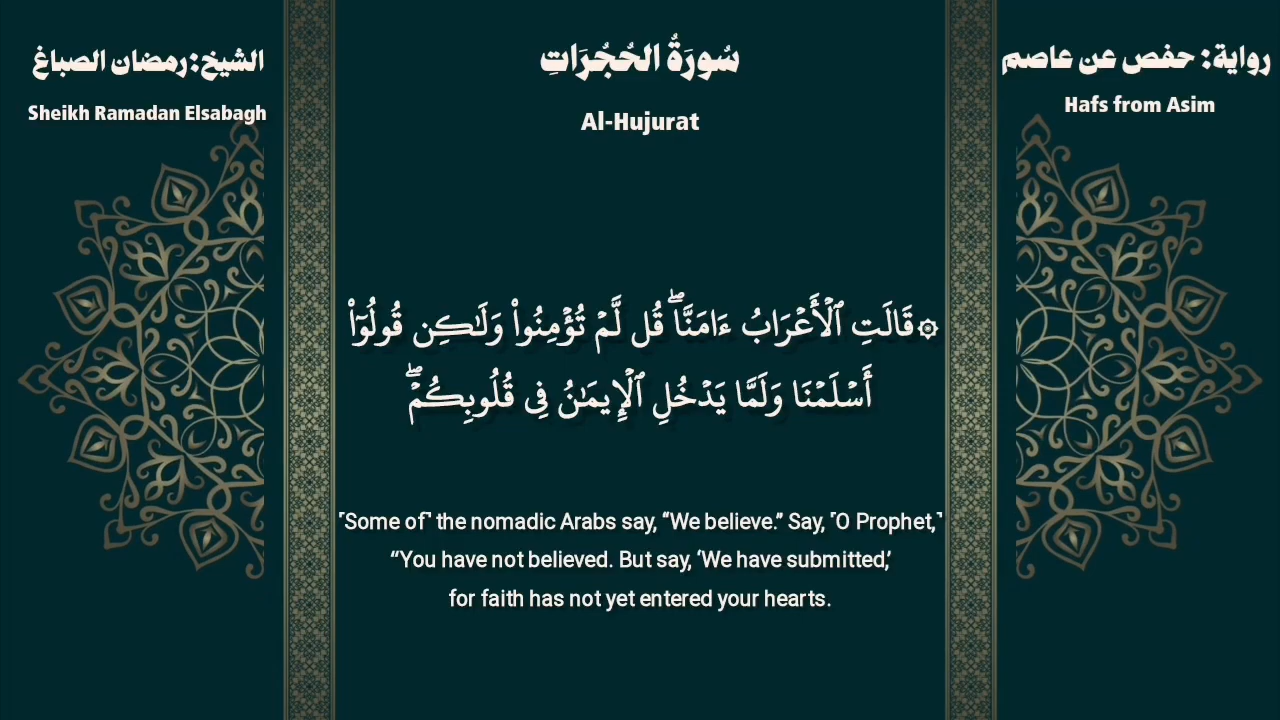 الشيخ:رمضان الصباغ
Sheikh Ramadan Elsabagh
سُورَةٌ الحُجُرَاتِ
Al-Hujurat
رواية: حفص عن عاصم
Hafs from Asim
۞قَالَتِ ٱلْأَعْرَابُ ءَامَنَّاۖ قُل لَّمْ تُؤْمِنُوا۟ وَلَـٰكِن قُولُوٓا۟
أَسْلَمْنَا وَلَمَّا يَدْخُلِ ٱلْإِيمَـٰنُ فِى قُلُوبِكُمْۖ
˹Some of˺ the nomadic Arabs say, “We believe.” Say, ˹O Prophet,˺
“You have not believed. But say, ‘We have submitted,’
for faith has not yet entered your hearts.